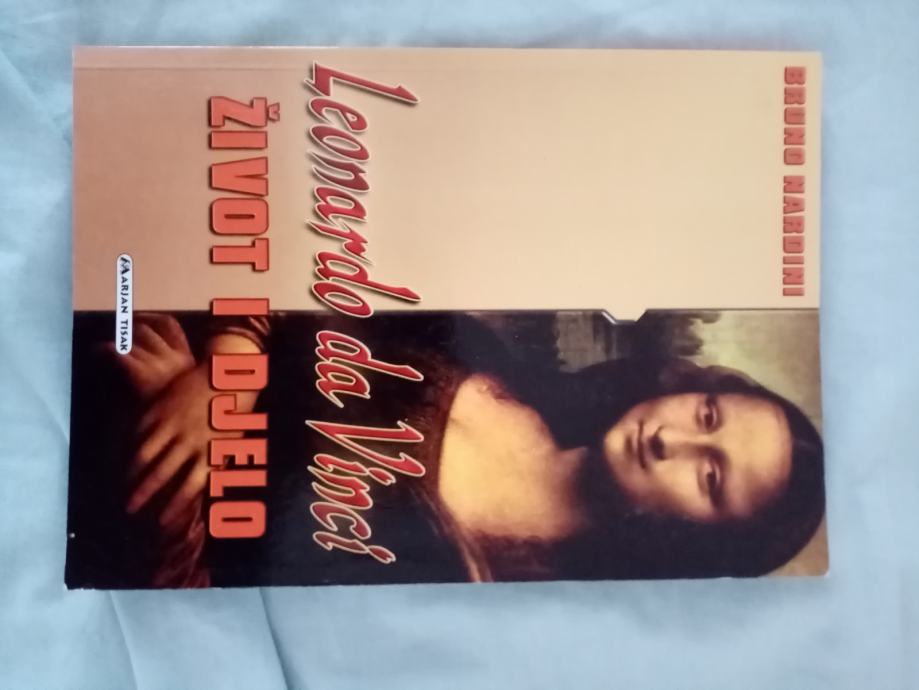 BRUNO NARDINI
Leonardo da Vinci
ŽIVOT I DJELO
MARJAN TISAK